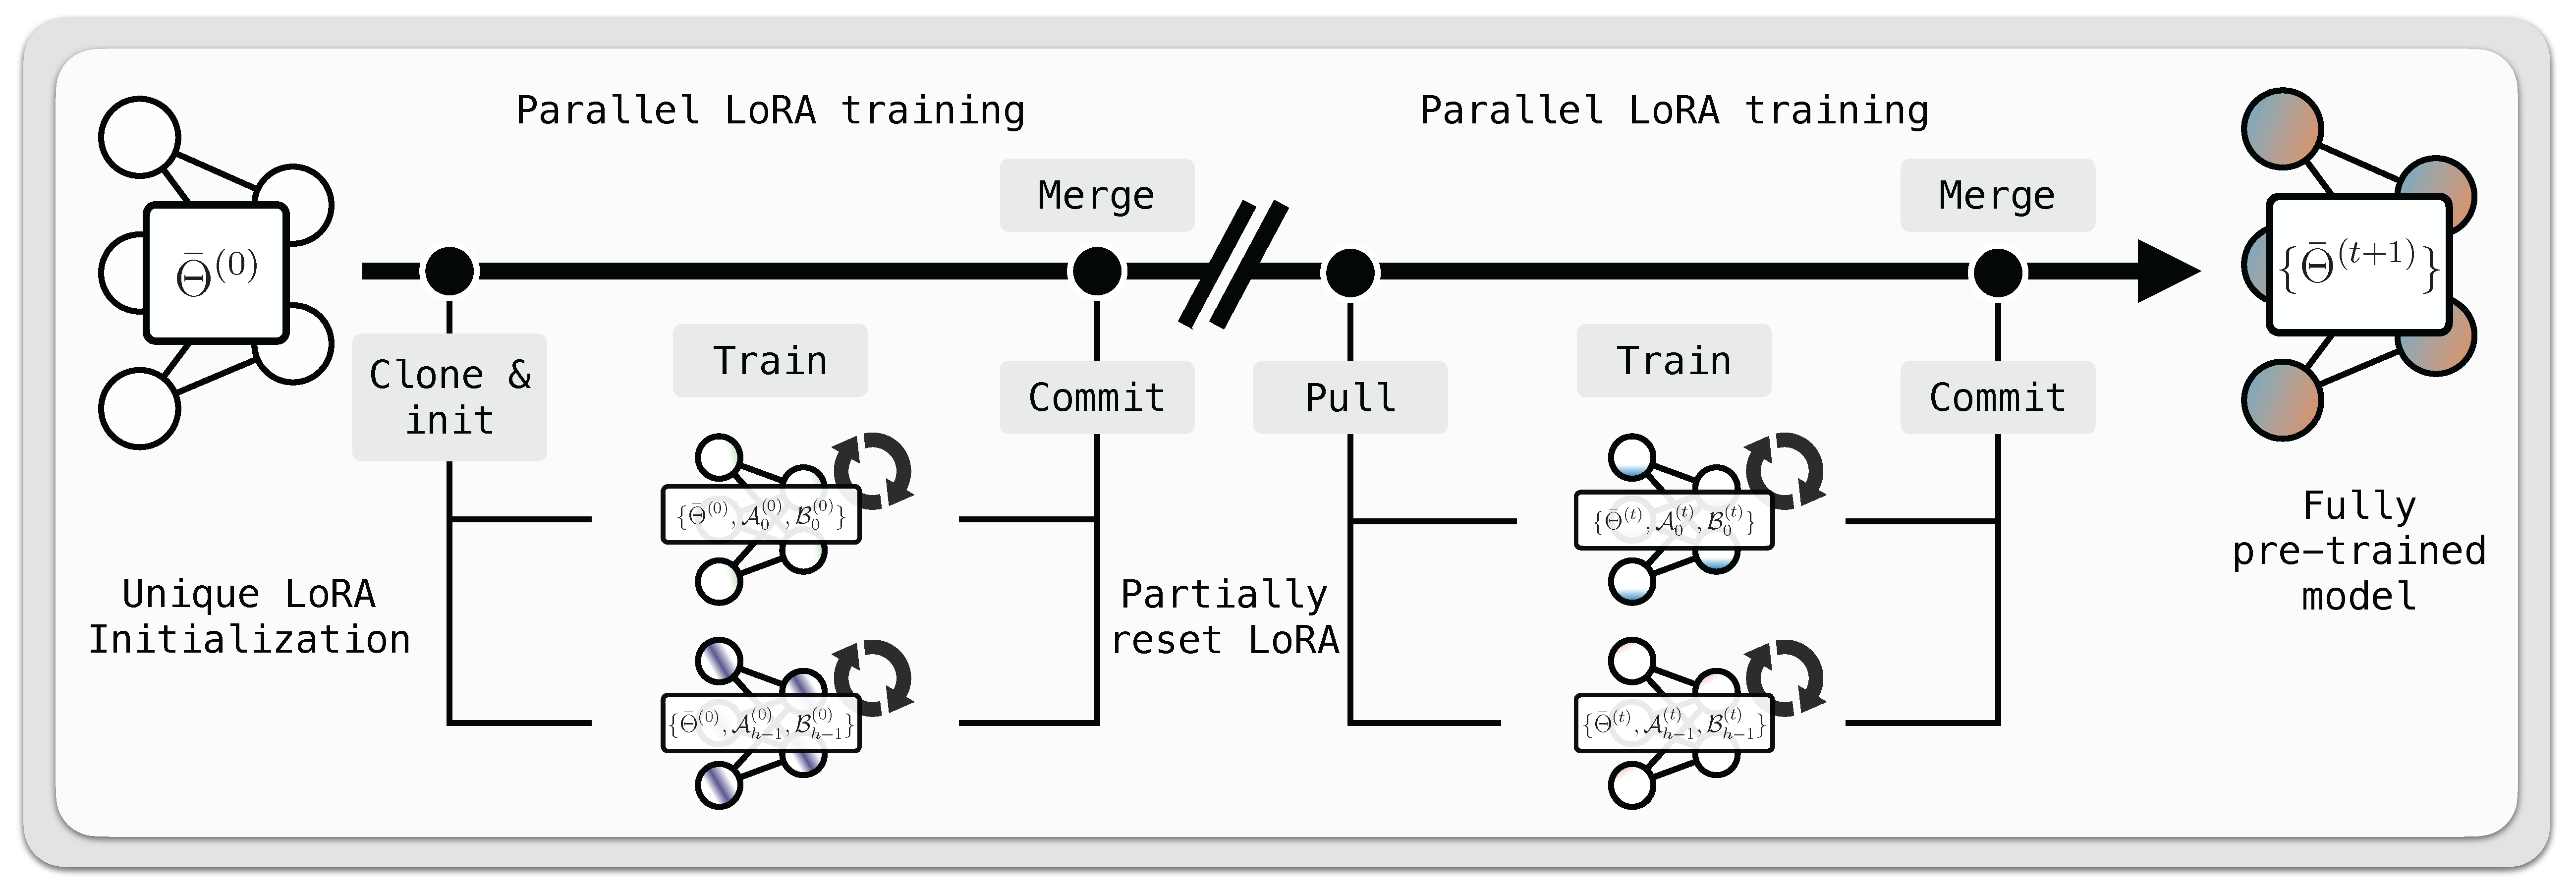 Parallel LoRA training
Parallel LoRA training
Merge
Merge
$\bar{\Theta}^{(0)}$
$\{\bar{\Theta}^{(t+1)}\}$
Clone &
init
Train
Commit
Pull
Train
Commit
$\{\bar{\Theta}^{(0)}, \mathcal{A}_0^{(0)}, \mathcal{B}_0^{(0)}\}$
$\{\bar{\Theta}^{(t)}, \mathcal{A}_0^{(t)}, \mathcal{B}_0^{(t)}\}$
Unique LoRA
Initialization
Partially
reset LoRA
Fully
pre-trained
model
$\{\bar{\Theta}^{(0)}, \mathcal{A}_{h-1}^{(0)}, \mathcal{B}_{h-1}^{(0)}\}$
$\{\bar{\Theta}^{(t)}, \mathcal{A}_{h-1}^{(t)}, \mathcal{B}_{h-1}^{(t)}\}$